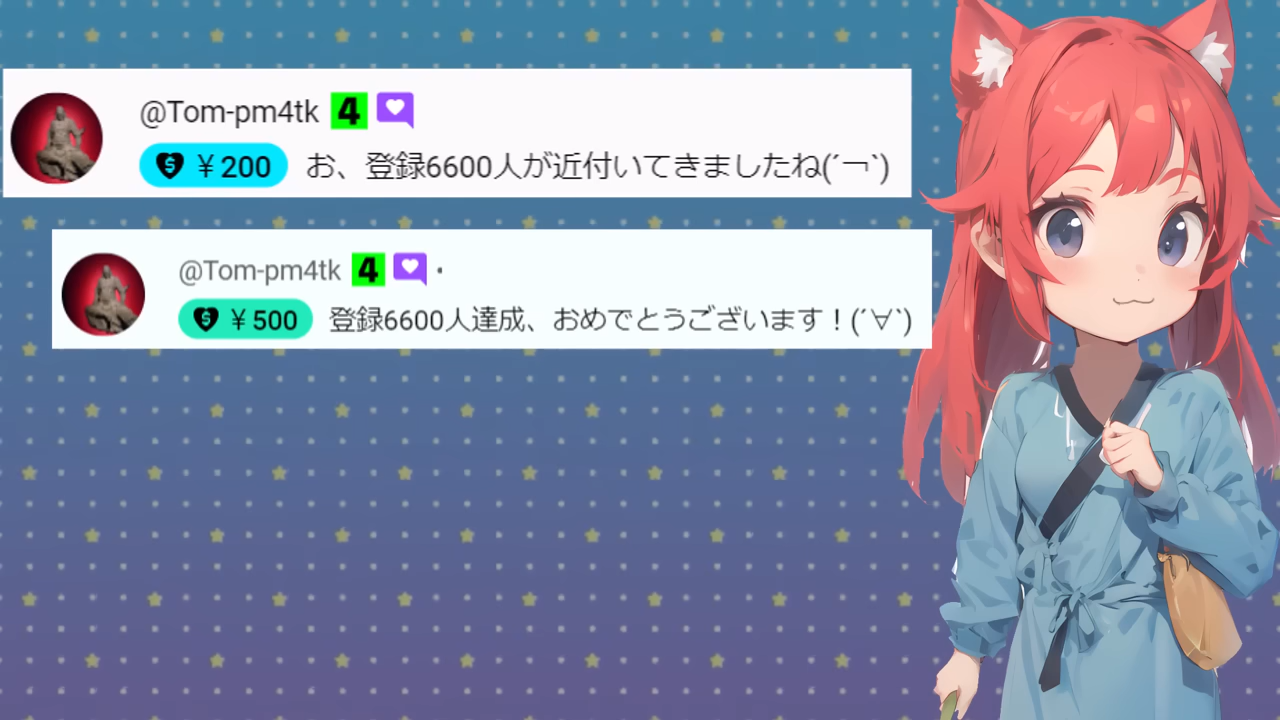 @Tom-pm4tk 4
¥200 お、登録6600人が近付いてきましたね(´￢`)
@Tom-pm4tk 4 ·
¥500 登録6600人達成、おめでとうございます！(´∀`)